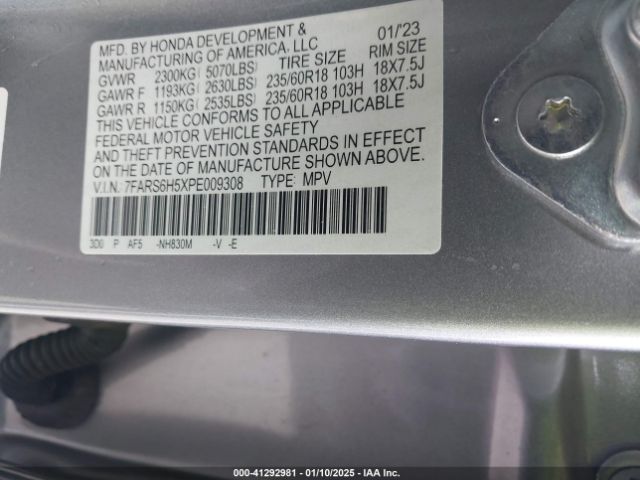 MFD. BY HONDA DEVELOPMENT & 01/'23
MANUFACTURING OF AMERICA, LLC
GVWR 2300KG( 5070LBS) TIRE SIZE RIM SIZE
GAWR F 1193KG( 2630LBS) 235/60R18 103H 18X7.5J
GAWR R 1150KG( 2535LBS) 235/60R18 103H 18X7.5J
THIS VEHICLE CONFORMS TO ALL APPLICABLE
FEDERAL MOTOR VEHICLE SAFETY
AND THEFT PREVENTION STANDARDS IN EFFECT
ON THE DATE OF MANUFACTURE SHOWN ABOVE.
V.I.N.: 7FARS6H5XPE009308 TYPE: MPV
3D0 P AF5 -NH830M -V -E
000-41292981 - 01/10/2025 - IAA Inc.